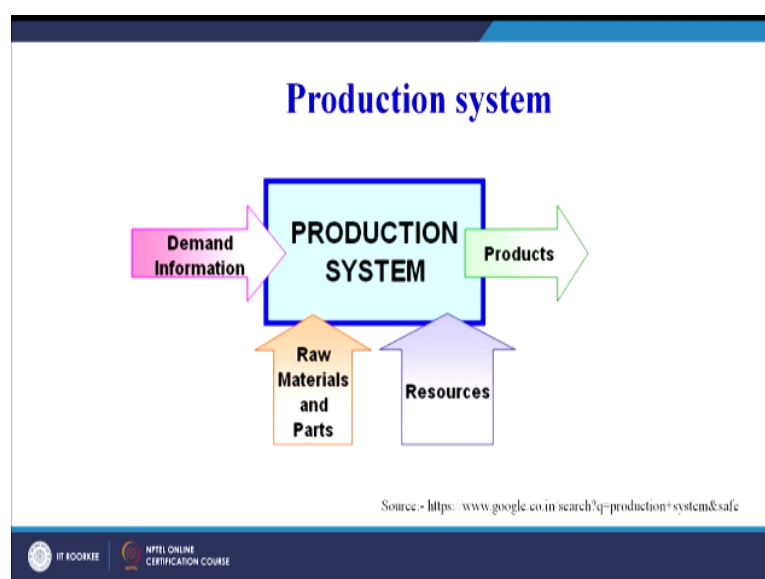 Production system
PRODUCTION
SYSTEM
Demand
Information
Products
Raw
Materials
and
Parts
Resources
Source:- https://www.google.co.in/search?q=production+system&safe
IIT ROORKEE
NPTEL ONLINE
CERTIFICATION COURSE